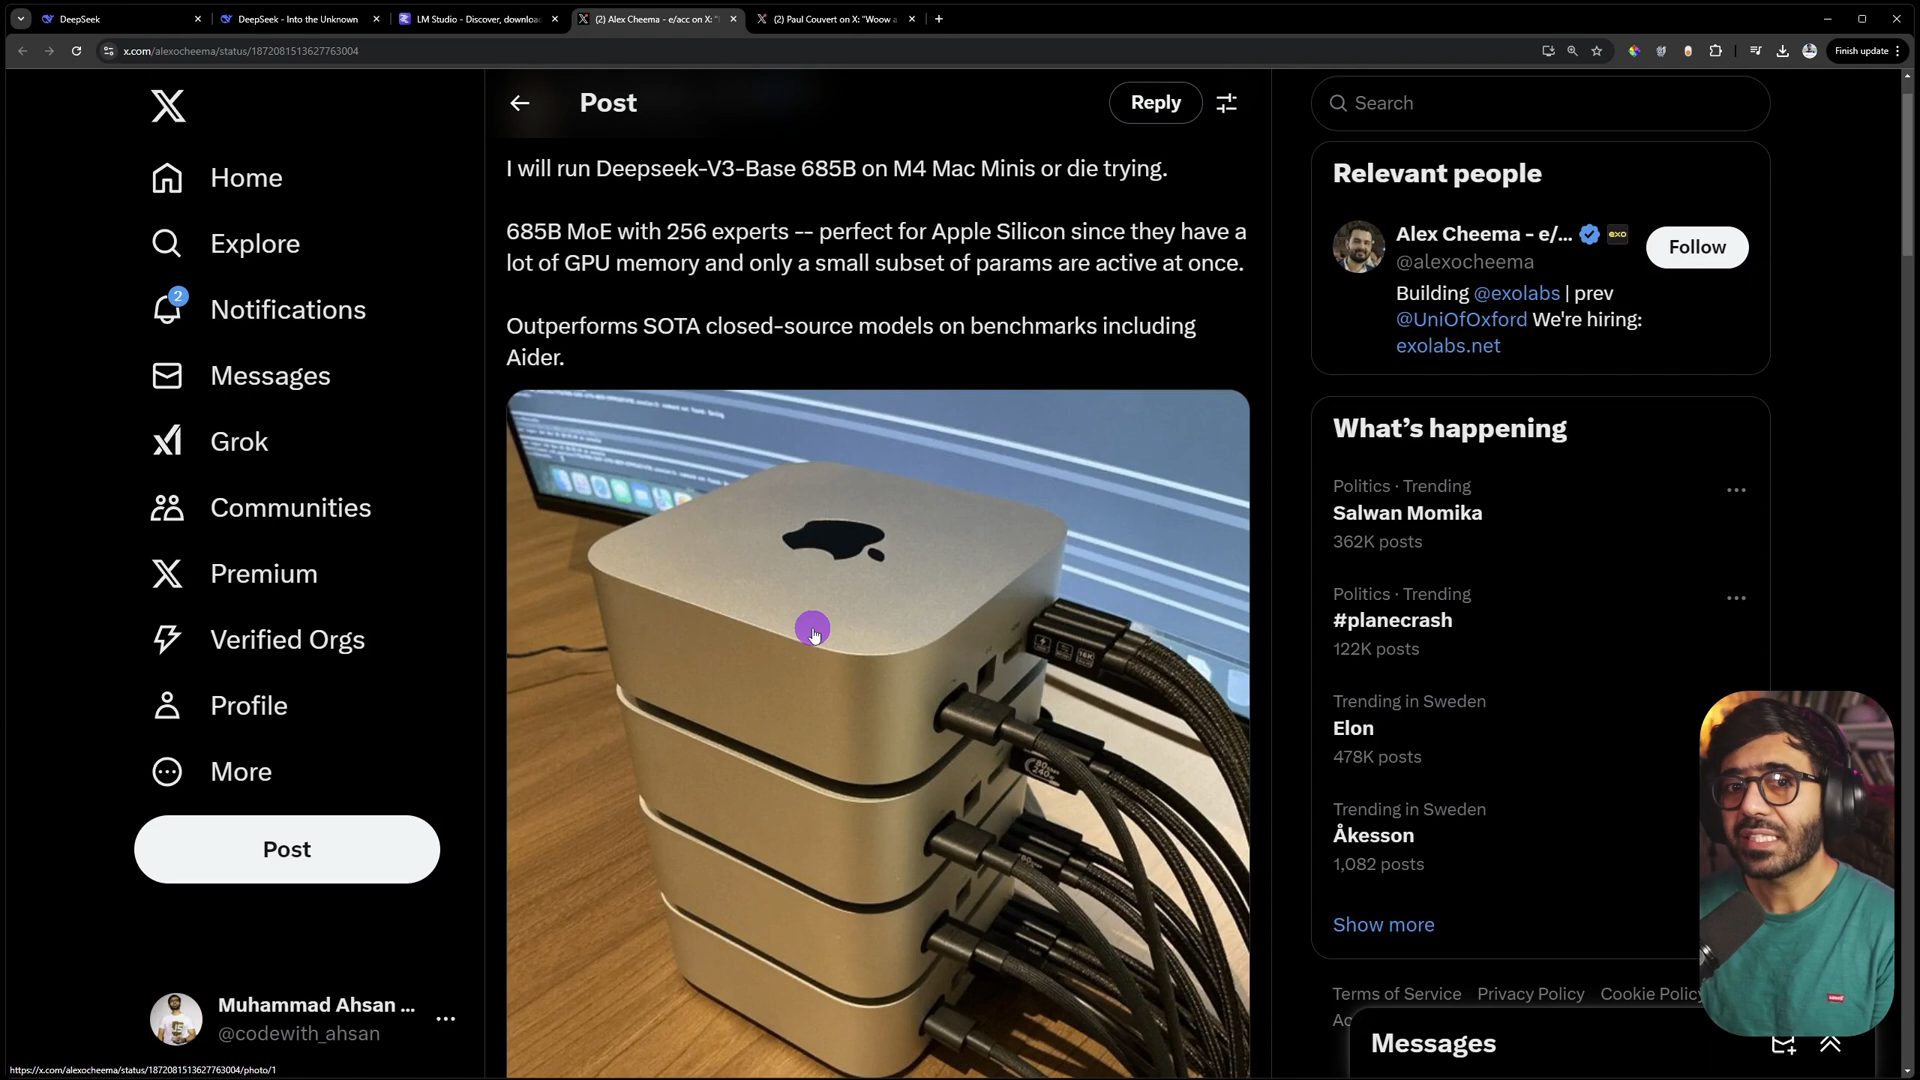 DeepSeek
DeepSeek - Into the Unknown
LM Studio - Discover, download
(2) Alex Cheema - e/acc on X: "I
(2) Paul Couvert on X: "Woow a
x.com/alexocheema/status/1872081513627763004
Finish update
Home
Explore
2
Notifications
Messages
Grok
Communities
Premium
Verified Orgs
Profile
More
Post
Muhammad Ahsan ...
@codewith_ahsan
https://x.com/alexocheema/status/1872081513627763004/photo/1
Post
Reply
I will run Deepseek-V3-Base 685B on M4 Mac Minis or die trying.
685B MoE with 256 experts -- perfect for Apple Silicon since they have a
lot of GPU memory and only a small subset of params are active at once.
Outperforms SOTA closed-source models on benchmarks including
Aider.
16K
80Gbps
240W
Search
Relevant people
Alex Cheema - e/...
exo
@alexocheema
Follow
Building @exolabs | prev
@UniOfOxford We're hiring:
exolabs.net
What's happening
Politics · Trending
Salwan Momika
362K posts
Politics · Trending
#planecrash
122K posts
Trending in Sweden
Elon
478K posts
Trending in Sweden
Åkesson
1,082 posts
Show more
Terms of Service Privacy Policy Cookie Policy
Messages